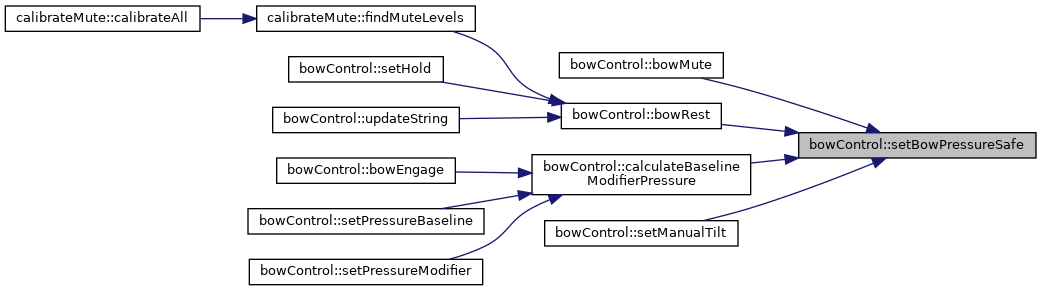 calibrateMute::calibrateAll
calibrateMute::findMuteLevels
bowControl::setHold
bowControl::updateString
bowControl::bowEngage
bowControl::setPressureBaseline
bowControl::setPressureModifier
bowControl::bowMute
bowControl::bowRest
bowControl::calculateBaseline
ModifierPressure
bowControl::setManualTilt
bowControl::setBowPressureSafe